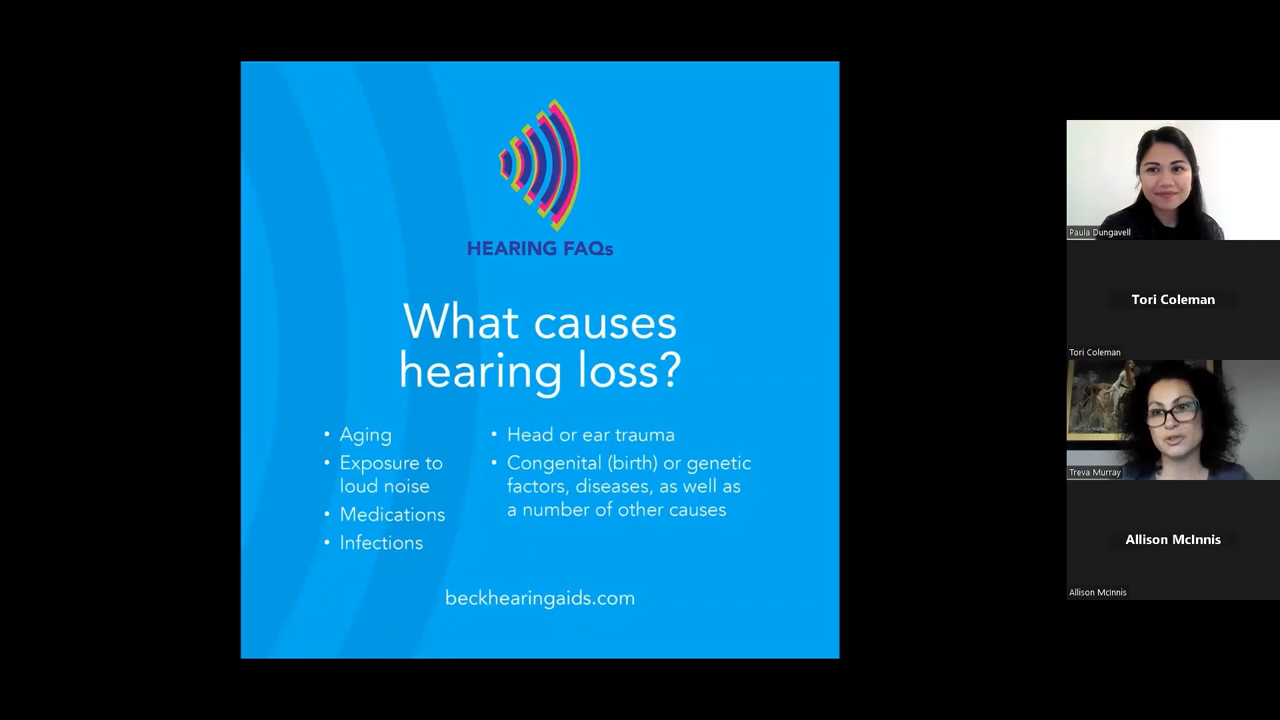 HEARING FAQs
What causes
hearing loss?
• Aging
• Exposure to
loud noise
• Medications
• Infections
• Head or ear trauma
• Congenital (birth) or genetic
factors, diseases, as well as
a number of other causes
beckhearingaids.com
Paula Dungavell
Tori Coleman
Tori Coleman
Treva Murray
Allison McInnis
Allison McInnis